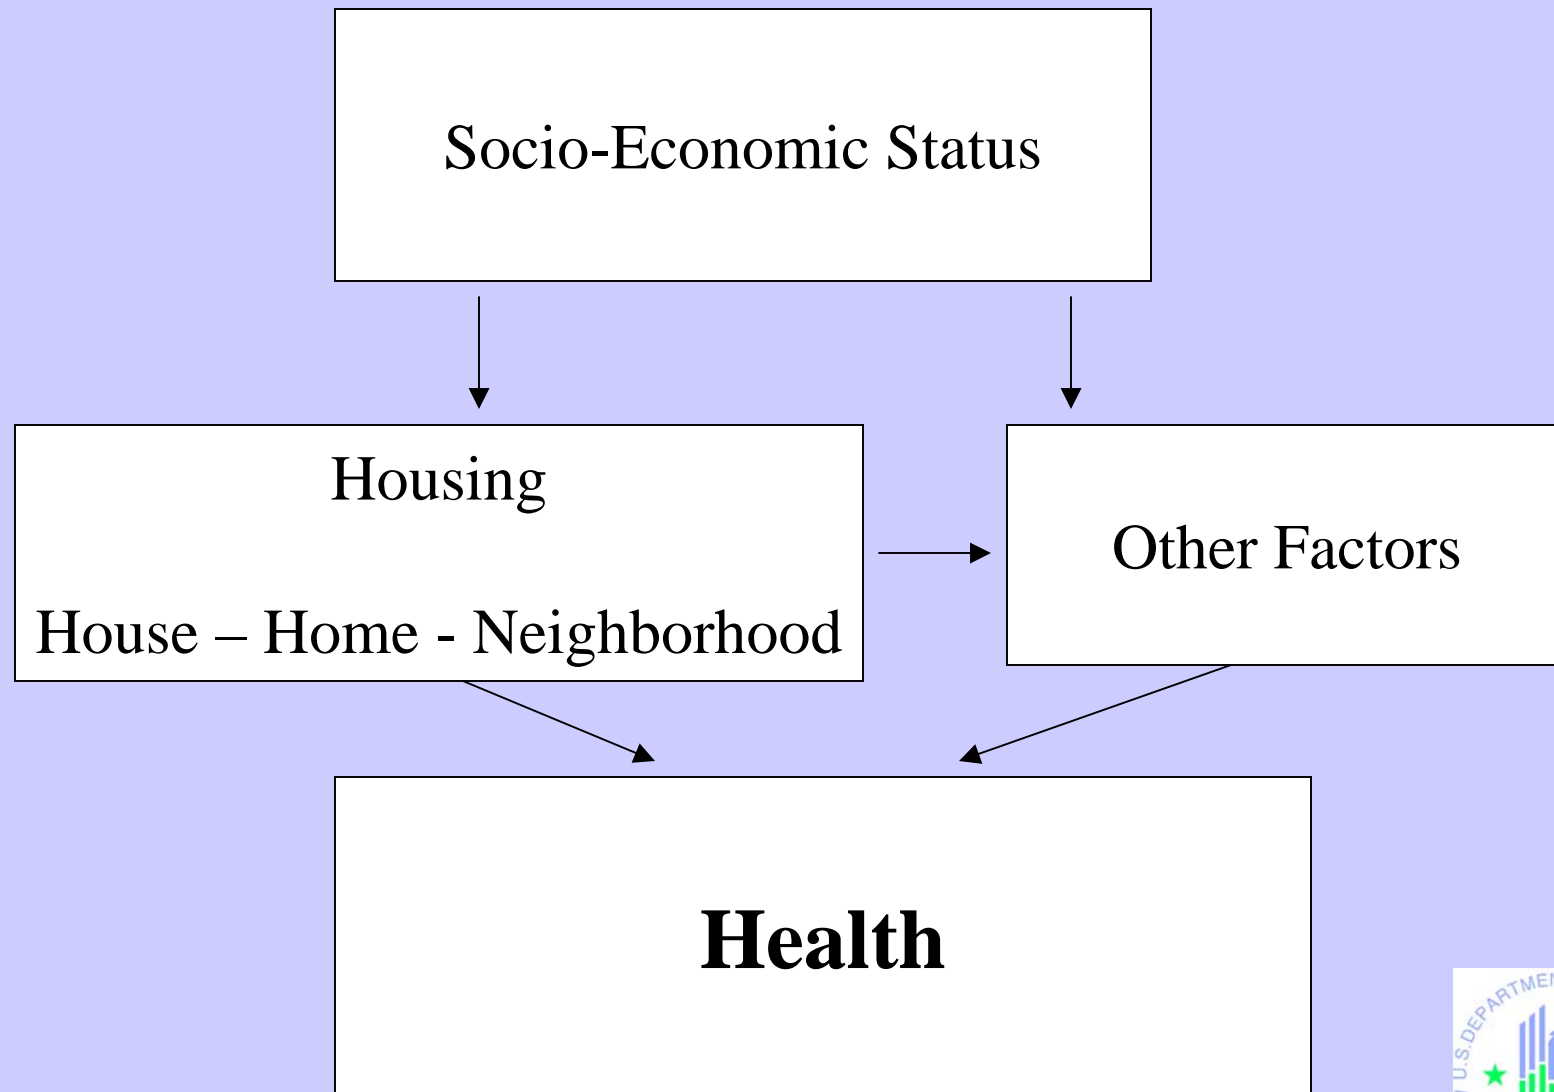 Socio-Economic Status
Housing
House – Home - Neighborhood
Other Factors
Health
U.S.